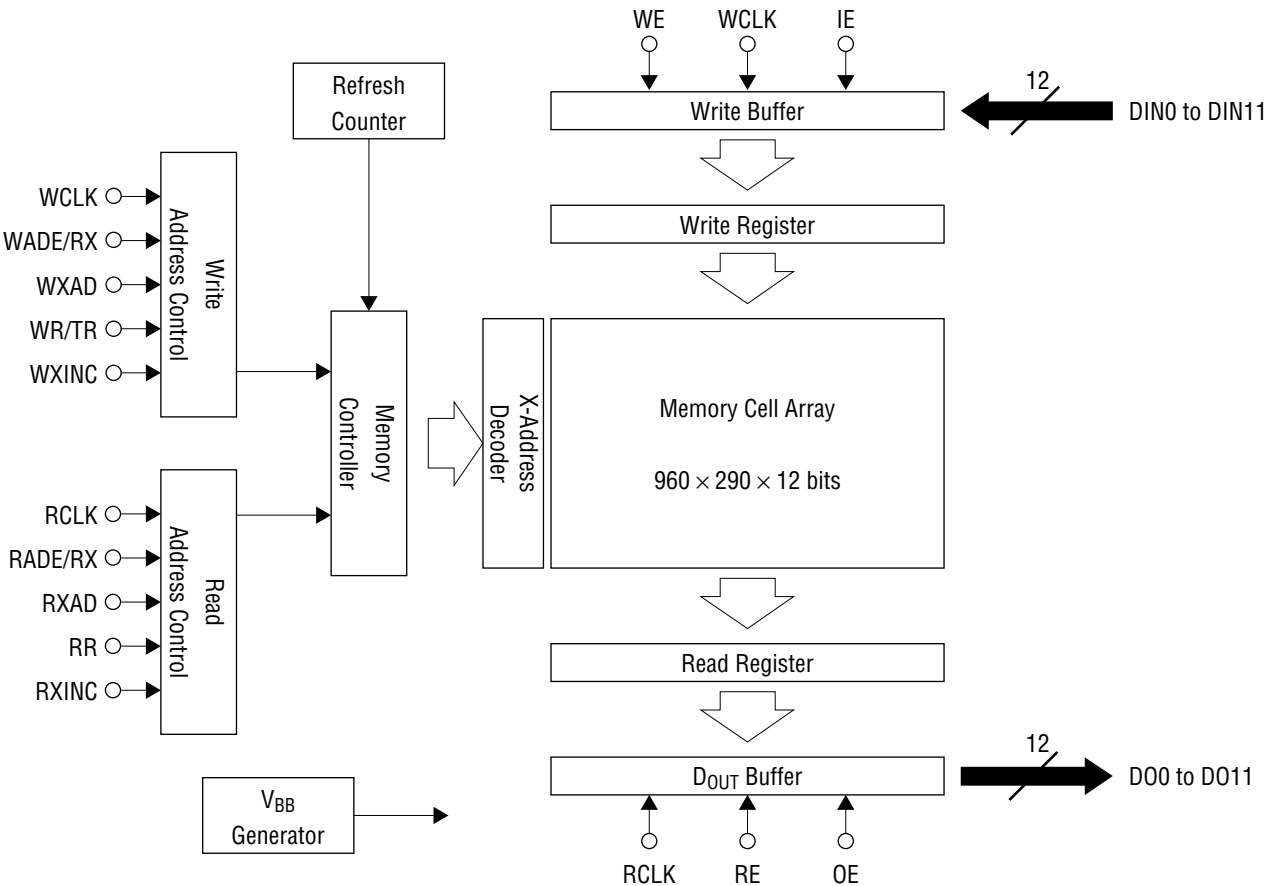 WE WCLK IE
Refresh
Counter
Write Buffer
12
DIN0 to DIN11
WCLK
WADE/RX
WXAD
WR/TR
WXINC
Write
Address Control
Write Register
Memory
Controller
X-Address
Decoder
Memory Cell Array
960 × 290 × 12 bits
RCLK
RADE/RX
RXAD
RR
RXINC
Read
Address Control
Read Register
VBB
Generator
DOUT Buffer
12
DO0 to DO11
RCLK RE OE